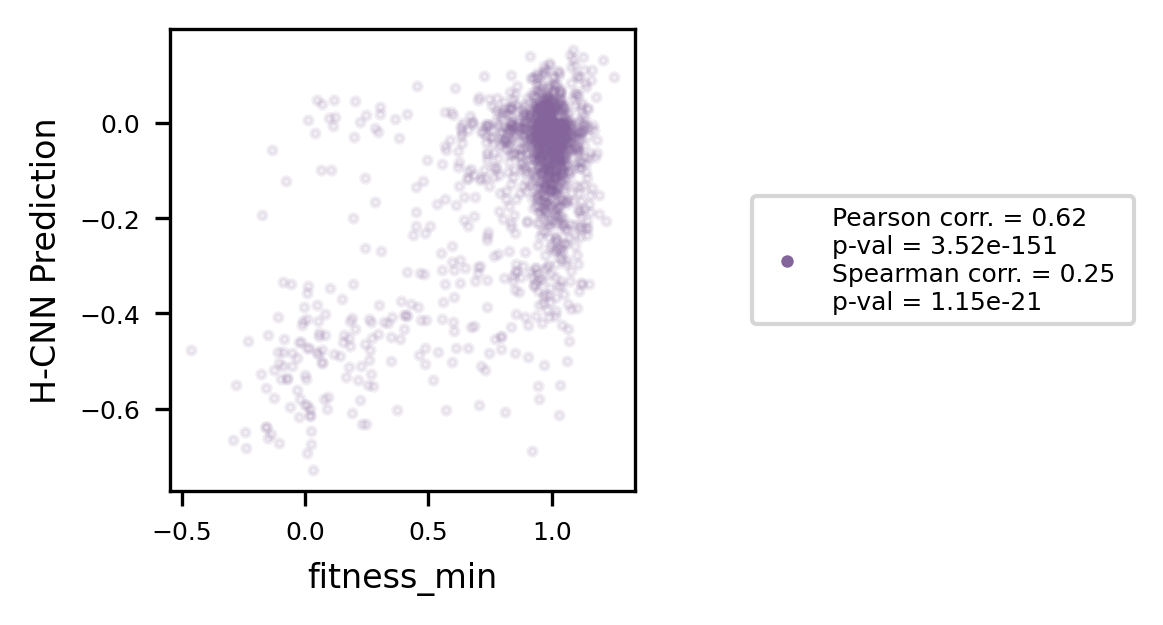 0.0
−0.2
−0.4
−0.6
H-CNN Prediction
−0.5
0.0
0.5
1.0
fitness_min
Pearson corr. = 0.62
p-val = 3.52e-151
Spearman corr. = 0.25
p-val = 1.15e-21